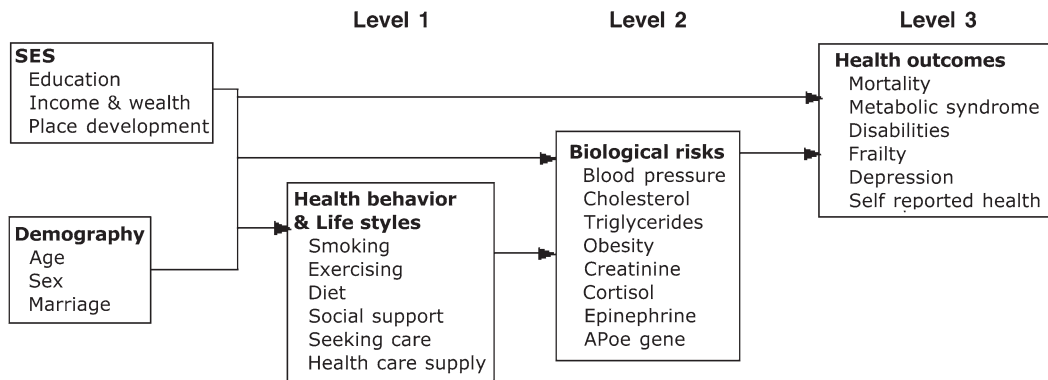 Level 1
Level 2
Level 3
SES
Education
Income & wealth
Place development
Demography
Age
Sex
Marriage
Health behavior
& Life styles
Smoking
Exercising
Diet
Social support
Seeking care
Health care supply
Biological risks
Blood pressure
Cholesterol
Triglycerides
Obesity
Creatinine
Cortisol
Epinephrine
APoe gene
Health outcomes
Mortality
Metabolic syndrome
Disabilities
Frailty
Depression
Self reported health